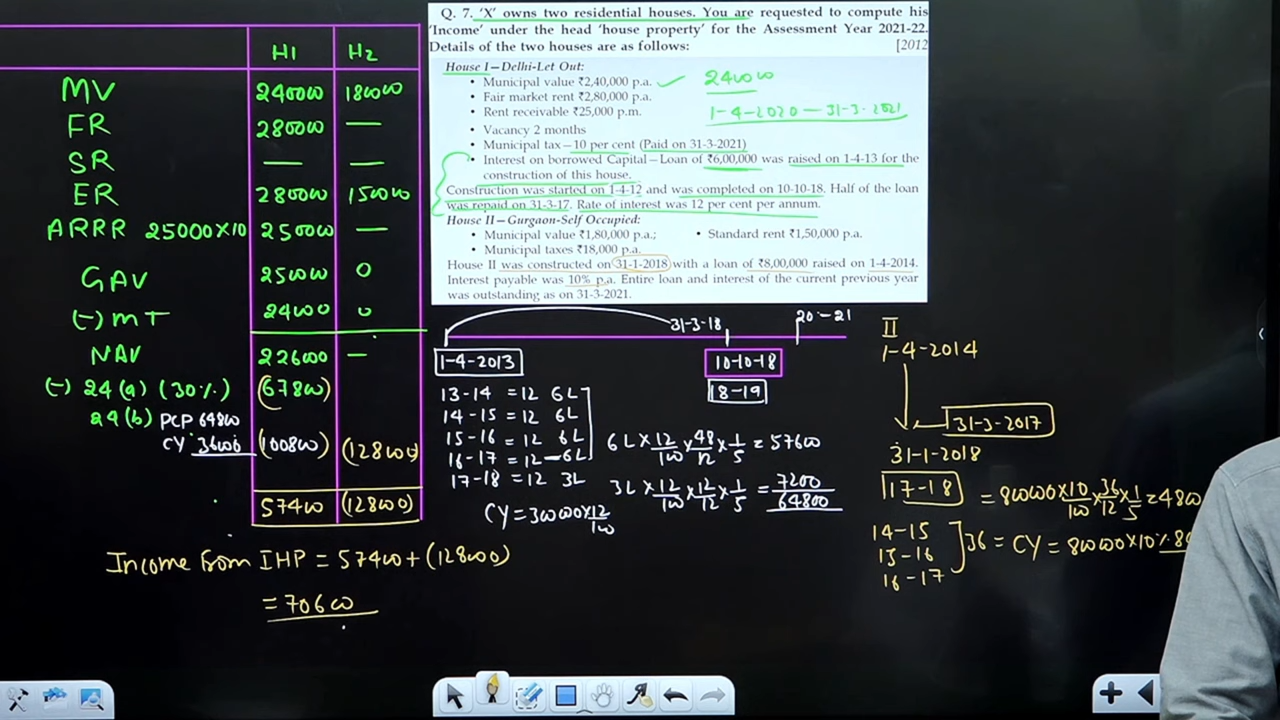 Q. 7. 'X' owns two residential houses. You are requested to compute his
'Income' under the head 'house property' for the Assessment Year 2021-22.
Details of the two houses are as follows: [2012
House I—Delhi-Let Out:
• Municipal value ₹2,40,000 p.a. 240000
• Fair market rent ₹2,80,000 p.a.
• Rent receivable ₹25,000 p.m. 1-4-2020 — 31-3-2021
• Vacancy 2 months
• Municipal tax—10 per cent (Paid on 31-3-2021)
• Interest on borrowed Capital—Loan of ₹6,00,000 was raised on 1-4-13 for the
construction of this house.
Construction was started on 1-4-12 and was completed on 10-10-18. Half of the loan
was repaid on 31-3-17. Rate of interest was 12 per cent per annum.
House II—Gurgaon-Self Occupied:
• Municipal value ₹1,80,000 p.a.; • Standard rent ₹1,50,000 p.a.
• Municipal taxes ₹18,000 p.a.
House II was constructed on 31-1-2018 with a loan of ₹8,00,000 raised on 1-4-2014.
Interest payable was 10% p.a. Entire loan and interest of the current previous year
was outstanding as on 31-3-2021.
H1 H2
MV 240000 180000
FR 280000 —
SR — —
ER 280000 150000
ARRR 25000×10 250000 —
GAV 250000 0
(-) MT 24000 0
NAV 226000 —
(-) 24(a) (30%) (67800)
24(b) PCP 64800
CY 36000 (100800) (128000)
57400 (128000)
Income from IHP = 57400 + (128000)
= 70600
31-3-18 20-21
1-4-2013 10-10-18
18-19
13-14 = 12 6L
14-15 = 12 6L
15-16 = 12 6L
16-17 = 12 — 6L
17-18 = 12 3L
6L × 12/100 × 48/12 × 1/5 = 57600
3L × 12/100 × 12/12 × 1/5 = 7200
64800
CY = 300000 × 12/100
II
1-4-2014
31-3-2017
31-1-2018
17-18 = 800000 × 10/100 × 36/12 × 1/5 = 480
14-15
15-16 ] 36 = CY = 800000 × 10% 80
16-17